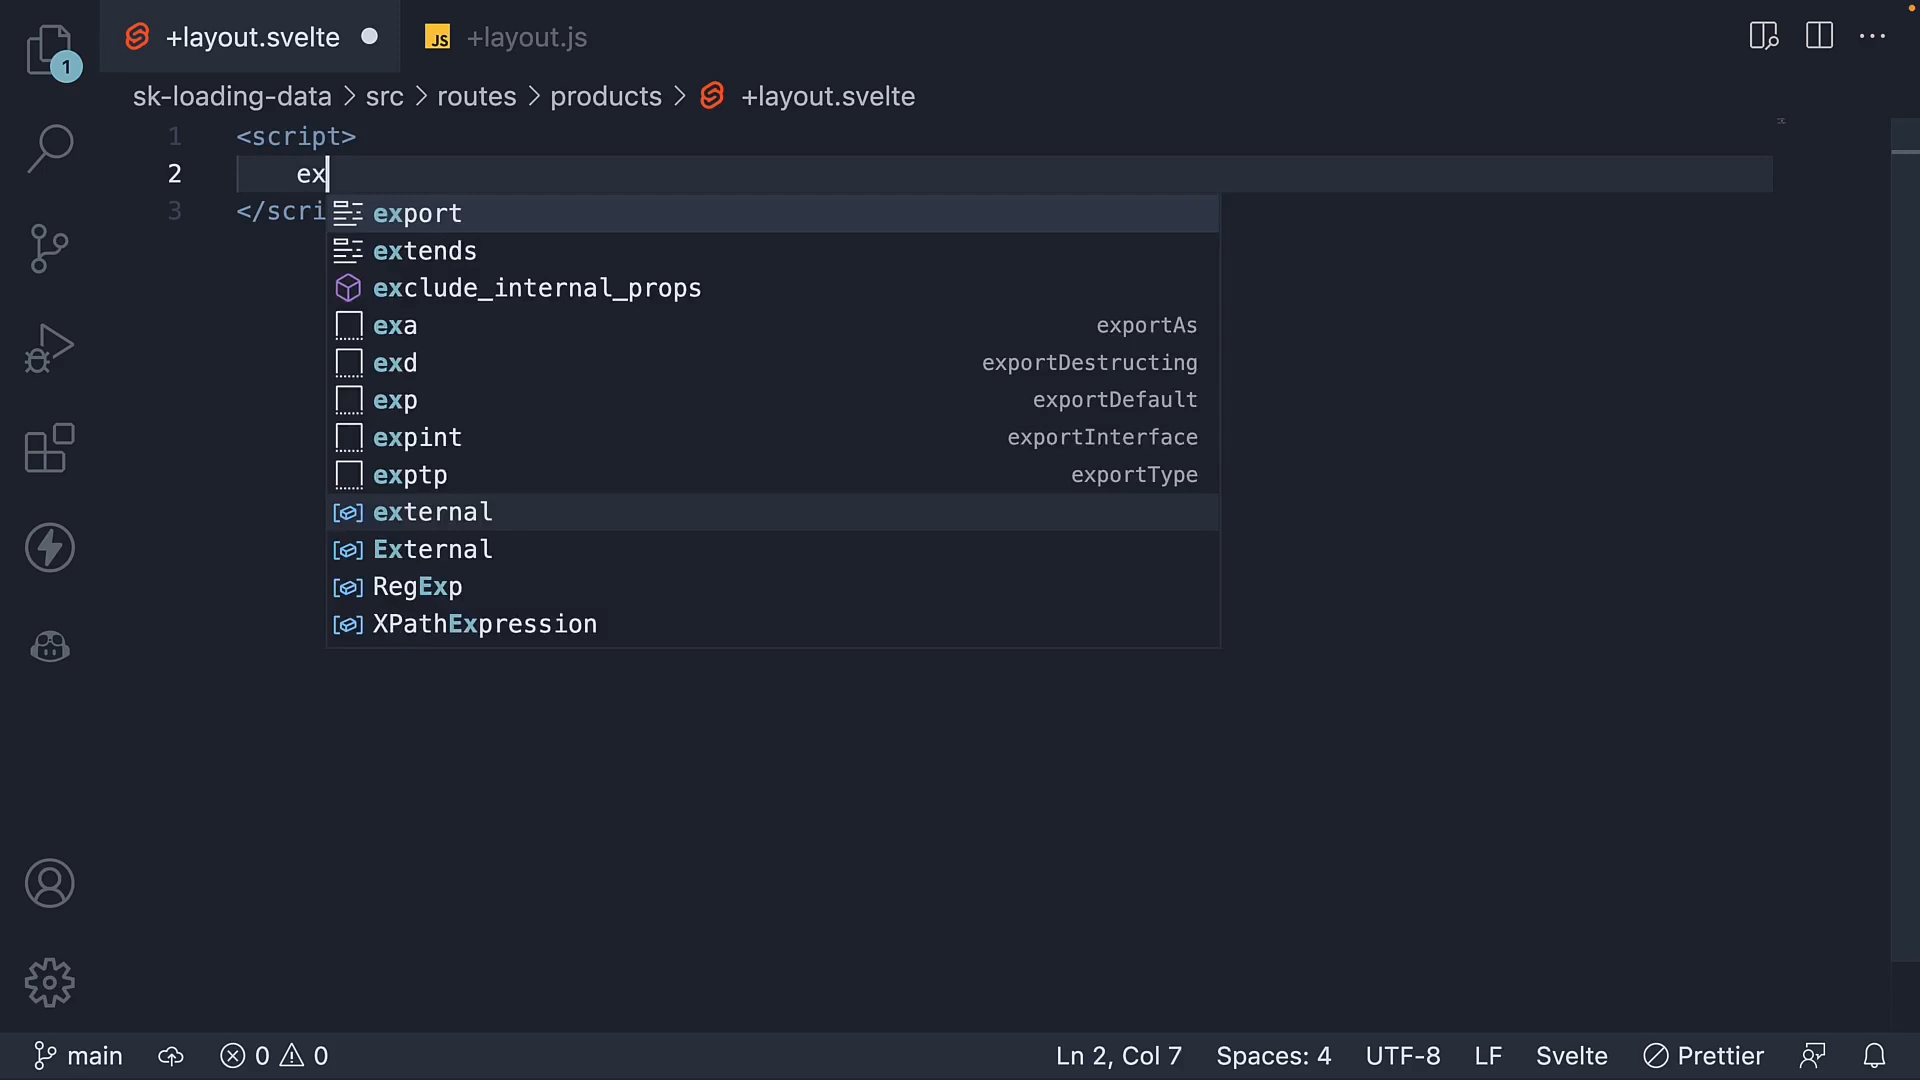 +layout.svelte
JS +layout.js
1
sk-loading-data > src > routes > products > +layout.svelte
1 <script>
2 ex
3 </scri
export
extends
exclude_internal_props
exa exportAs
exd exportDestructing
exp exportDefault
expint exportInterface
exptp exportType
external
External
RegExp
XPathExpression
main 0 0 Ln 2, Col 7 Spaces: 4 UTF-8 LF Svelte Prettier